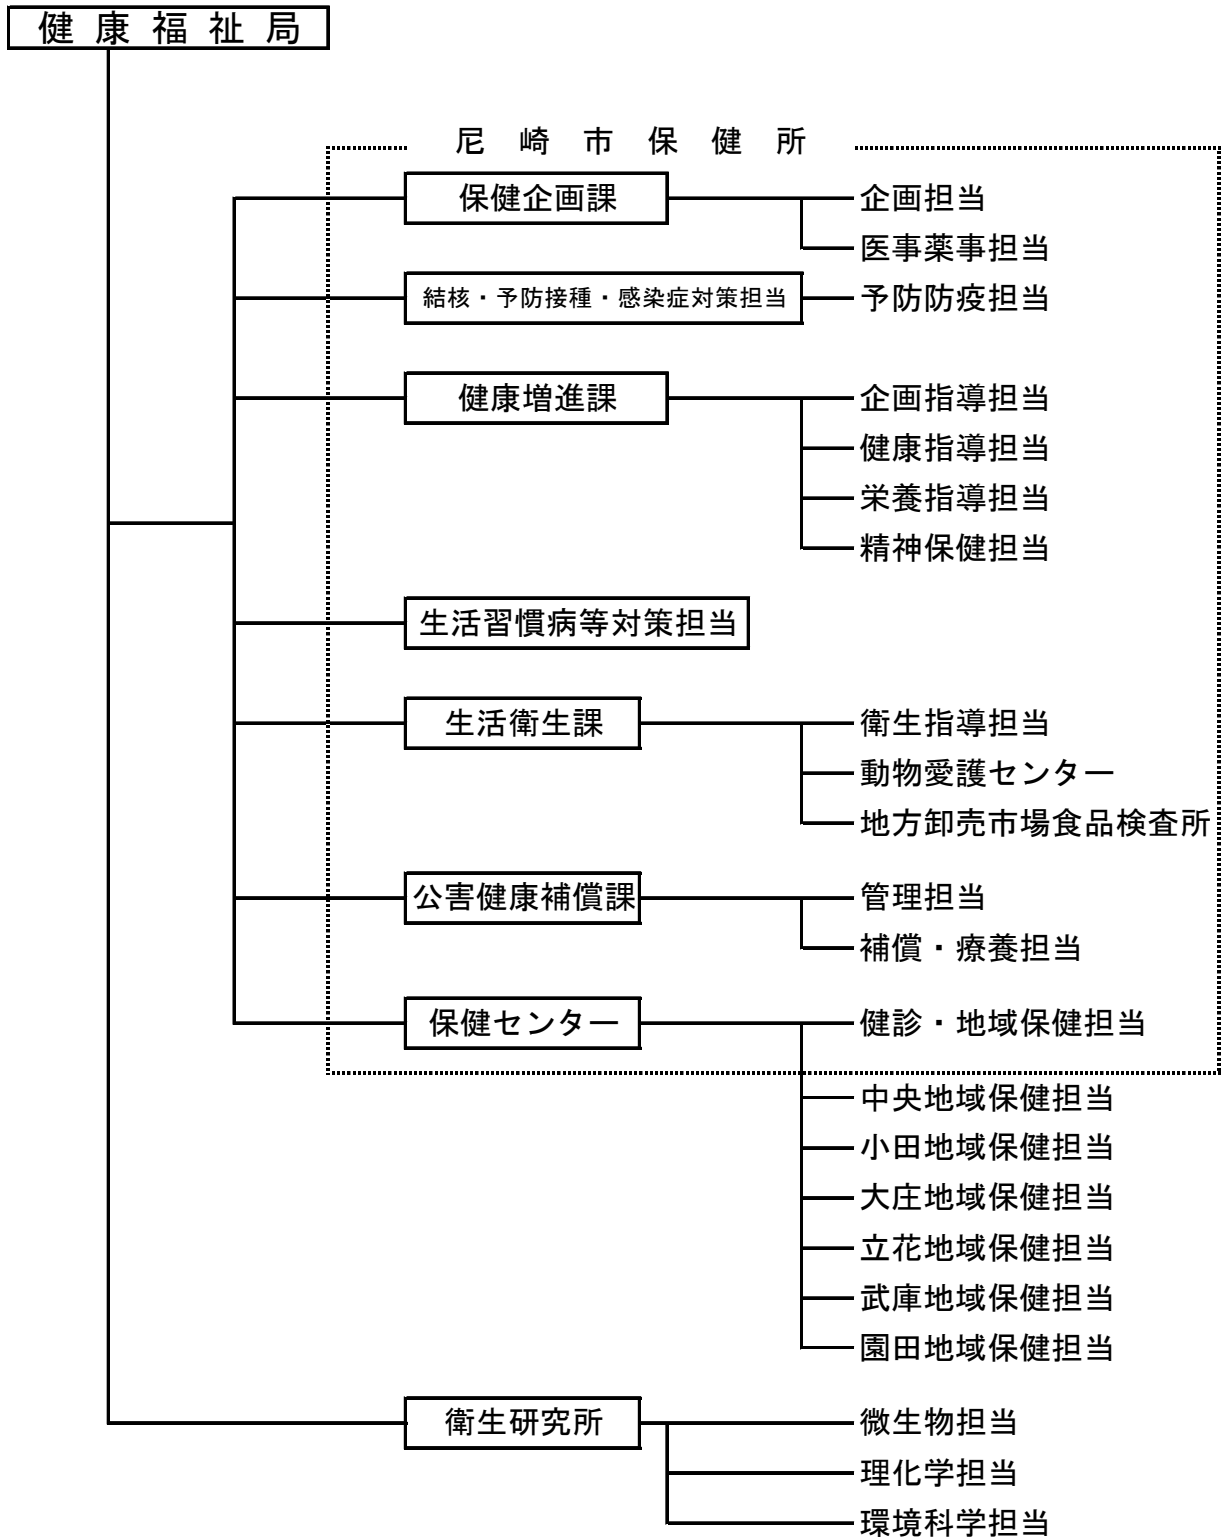 健康福祉局
尼崎市保健所
保健企画課
企画担当
医事薬事担当
結核・予防接種・感染症対策担当
予防防疫担当
健康増進課
企画指導担当
健康指導担当
栄養指導担当
精神保健担当
生活習慣病等対策担当
生活衛生課
衛生指導担当
動物愛護センター
地方卸売市場食品検査所
公害健康補償課
管理担当
補償・療養担当
保健センター
健診・地域保健担当
中央地域保健担当
小田地域保健担当
大庄地域保健担当
立花地域保健担当
武庫地域保健担当
園田地域保健担当
衛生研究所
微生物担当
理化学担当
環境科学担当